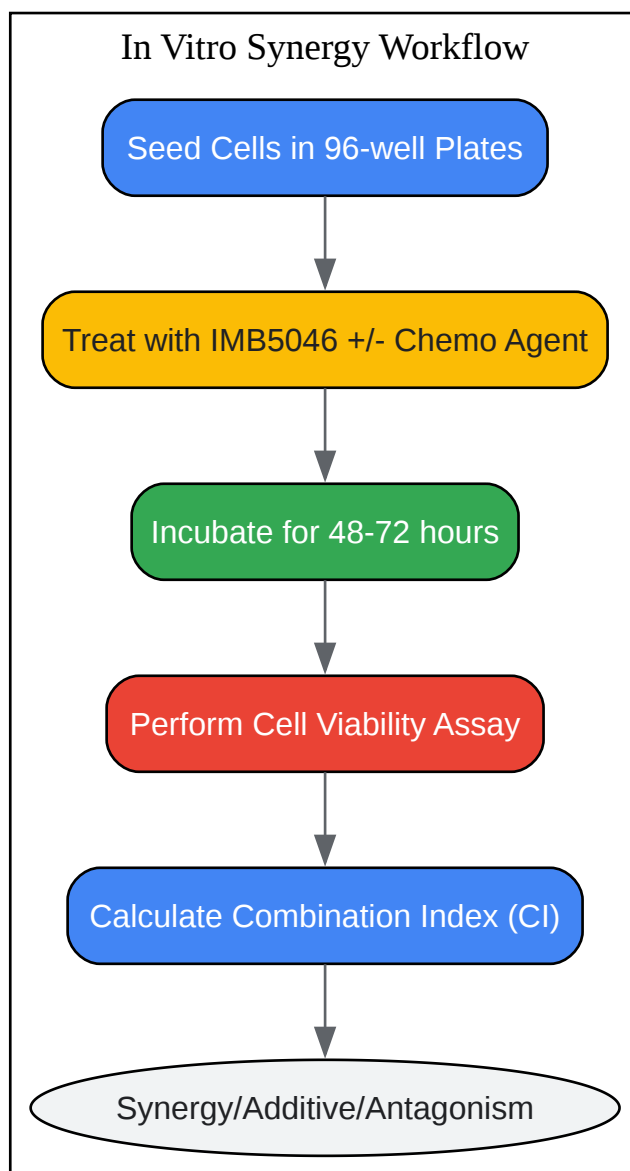 In Vitro Synergy Workflow
Seed Cells in 96-well Plates
Treat with IMB5046 +/- Chemo Agent
Incubate for 48-72 hours
Perform Cell Viability Assay
Calculate Combination Index (CI)
Synergy/Additive/Antagonism